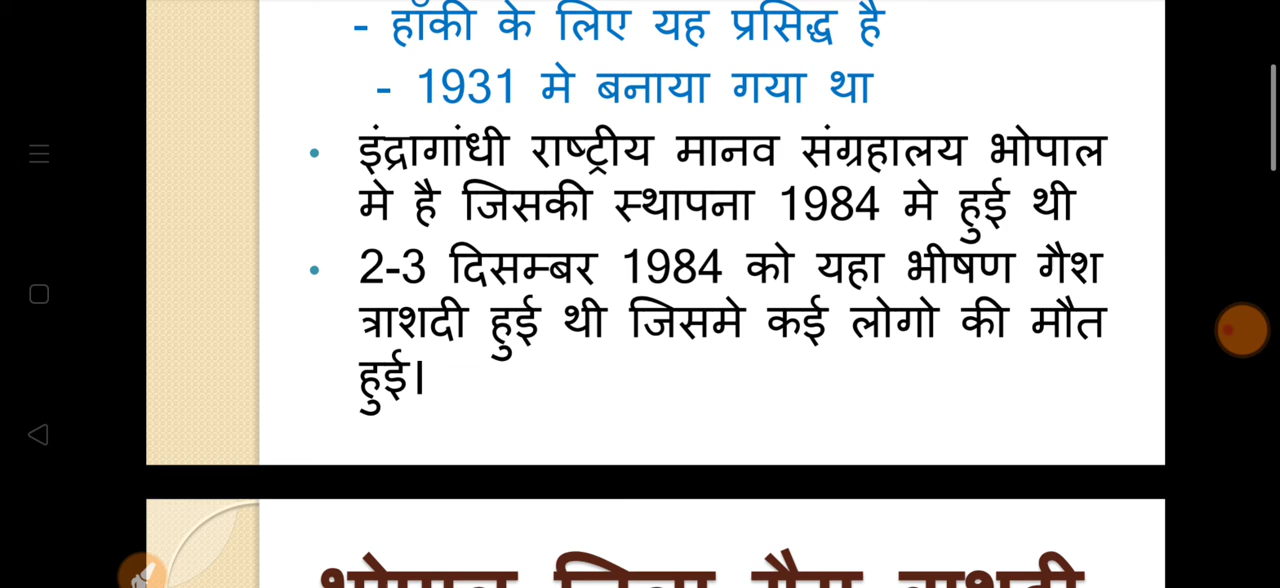 - हॉकी के लिए यह प्रसिद्ध है
- 1931 मे बनाया गया था
• इंद्रागांधी राष्ट्रीय मानव संग्रहालय भोपाल
मे है जिसकी स्थापना 1984 मे हुई थी
• 2-3 दिसम्बर 1984 को यहा भीषण गैश
त्राशदी हुई थी जिसमे कई लोगो की मौत
हुई।